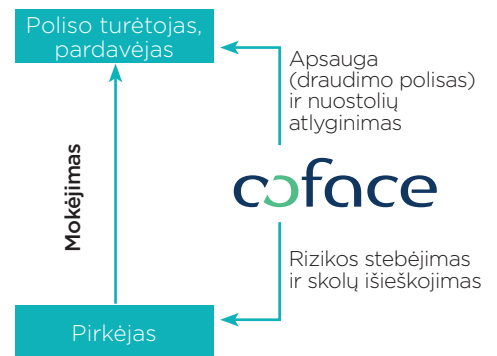 Poliso turėtojas,
pardavėjas
Apsauga
(draudimo polisas)
ir nuostolių
atlyginimas
Mokėjimas
coface
Rizikos stebėjimas
ir skolų išieškojimas
Pirkėjas